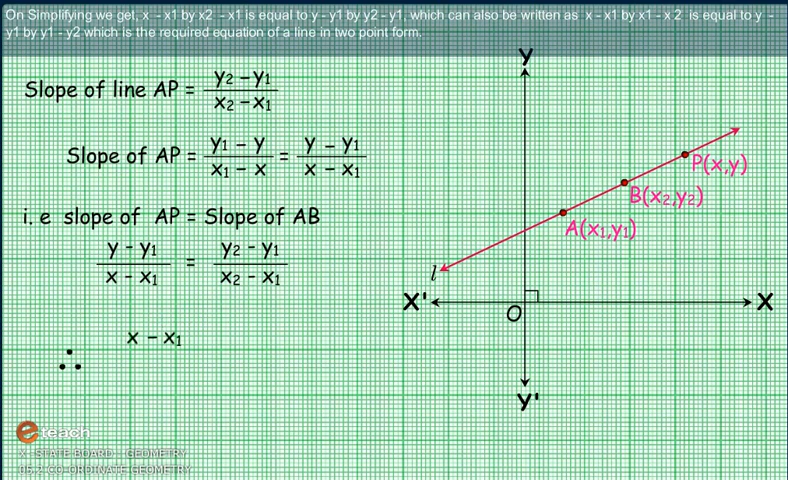 On Simplifying we get, x - x1 by x2 - x1 is equal to y - y1 by y2 - y1, which can also be written as x - x1 by x1 - x 2 is equal to y -
y1 by y1 - y2 which is the required equation of a line in two point form.
Slope of line AP = y2 - y1 / x2 - x1
Slope of AP = y1 - y / x1 - x = y - y1 / x - x1
i. e slope of AP = Slope of AB
y - y1 / x - x1 = y2 - y1 / x2 - x1
∴ x - x1
Y
P(x,y)
B(x2,y2)
A(x1,y1)
l
X'
O
X
Y'
e teach
X - STATE BOARD : GEOMETRY
05.2 CO-ORDINATE GEOMETRY